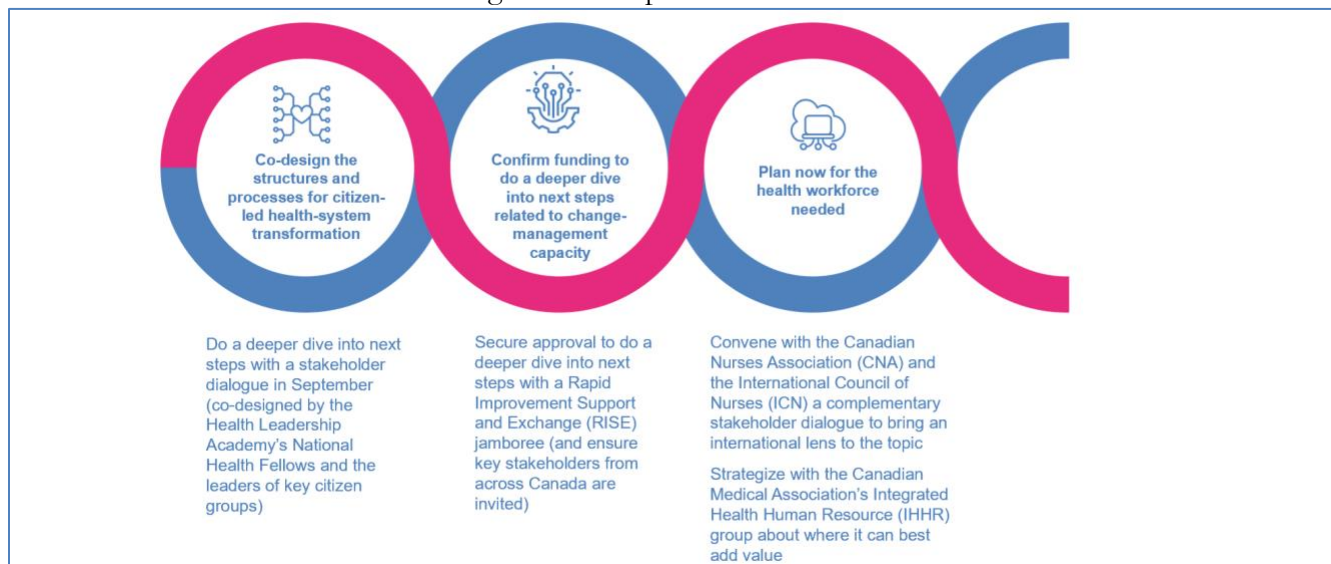 Co-design the
structures and
processes for citizen-
led health-system
transformation
Confirm funding to
do a deeper dive
into next steps
related to change-
management
capacity
Plan now for the
health workforce
needed
Do a deeper dive into next
steps with a stakeholder
dialogue in September
(co-designed by the
Health Leadership
Academy's National
Health Fellows and the
leaders of key citizen
groups)
Secure approval to do a
deeper dive into next
steps with a Rapid
Improvement Support
and Exchange (RISE)
jamboree (and ensure
key stakeholders from
across Canada are
invited)
Convene with the Canadian
Nurses Association (CNA) and
the International Council of
Nurses (ICN) a complementary
stakeholder dialogue to bring an
international lens to the topic
Strategize with the Canadian
Medical Association's Integrated
Health Human Resource (IHHR)
group about where it can best
add value